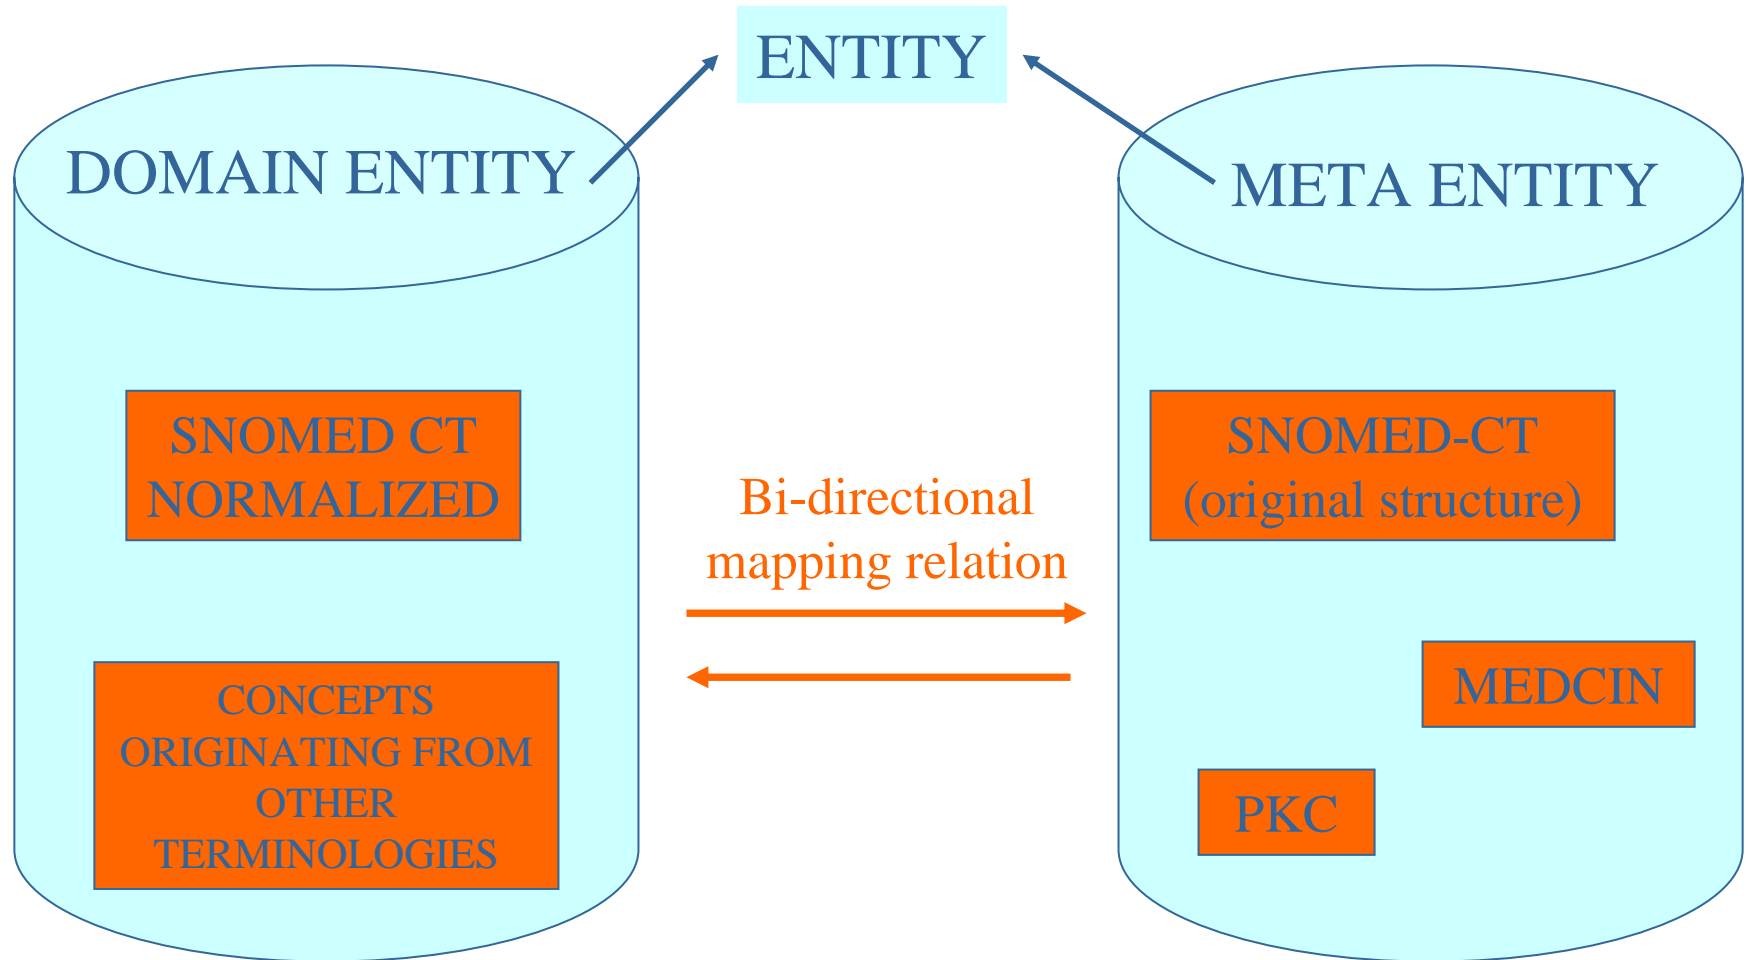 ENTITY
DOMAIN ENTITY
META ENTITY
SNOMED CT
NORMALIZED
CONCEPTS
ORIGINATING FROM
OTHER
TERMINOLOGIES
Bi-directional
mapping relation
SNOMED-CT
(original structure)
MEDCIN
PKC